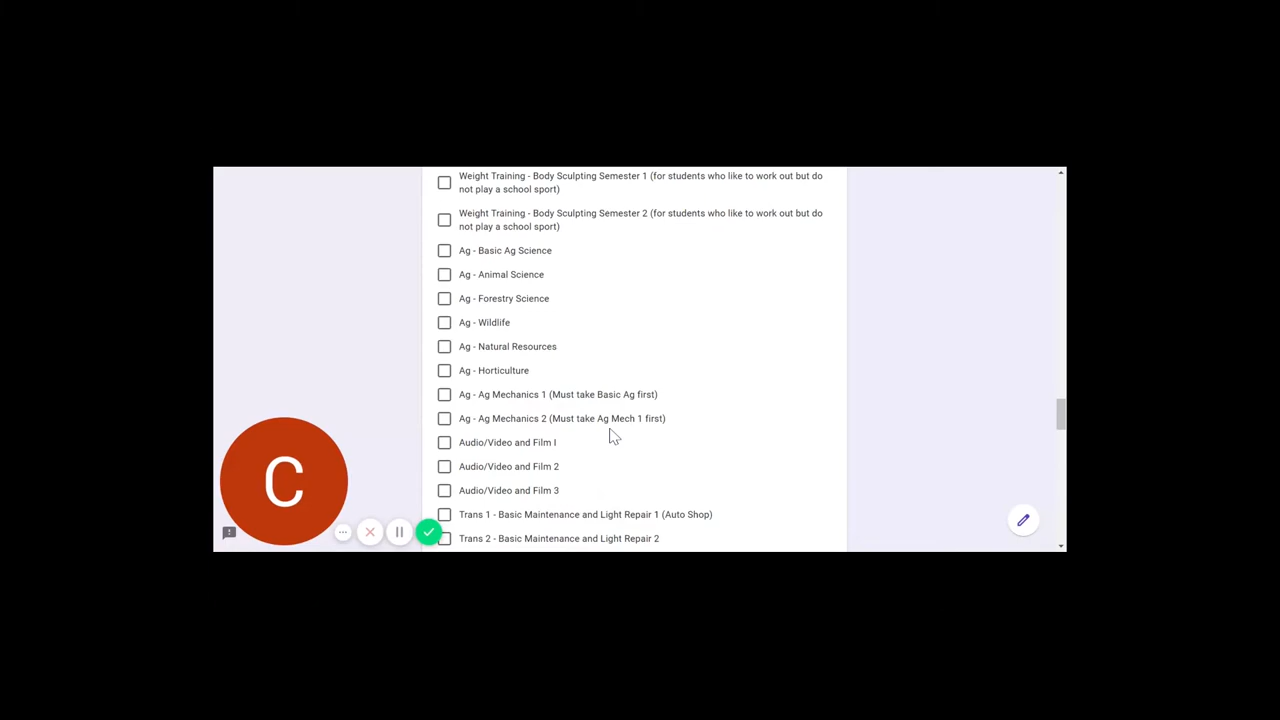 Weight Training - Body Sculpting Semester 1 (for students who like to work out but do
not play a school sport)
Weight Training - Body Sculpting Semester 2 (for students who like to work out but do
not play a school sport)
Ag - Basic Ag Science
Ag - Animal Science
Ag - Forestry Science
Ag - Wildlife
Ag - Natural Resources
Ag - Horticulture
Ag - Ag Mechanics 1 (Must take Basic Ag first)
Ag - Ag Mechanics 2 (Must take Ag Mech 1 first)
Audio/Video and Film I
Audio/Video and Film 2
Audio/Video and Film 3
Trans 1 - Basic Maintenance and Light Repair 1 (Auto Shop)
Trans 2 - Basic Maintenance and Light Repair 2
C